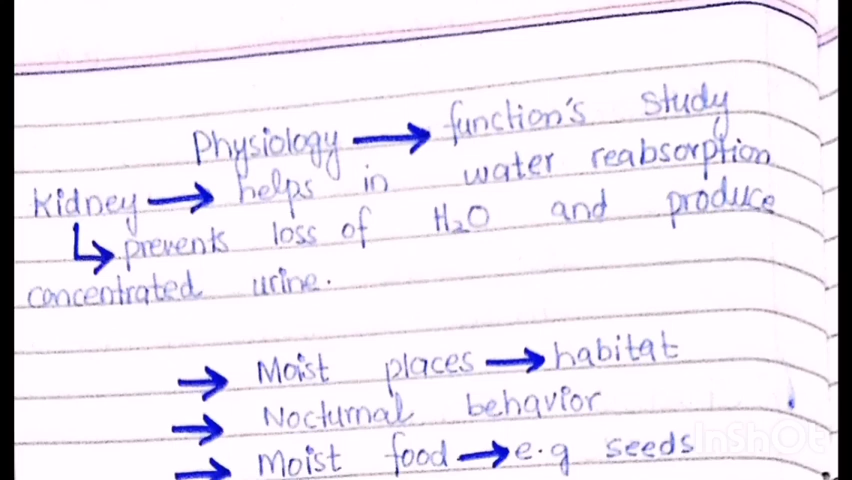 Physiology → function's study
kidney → helps in water reabsorption
↳ prevents loss of H₂O and produce
concentrated urine.
→ Moist places → habitat
→ Nocturnal behavior
→ Moist food → e.g seeds
InShOt